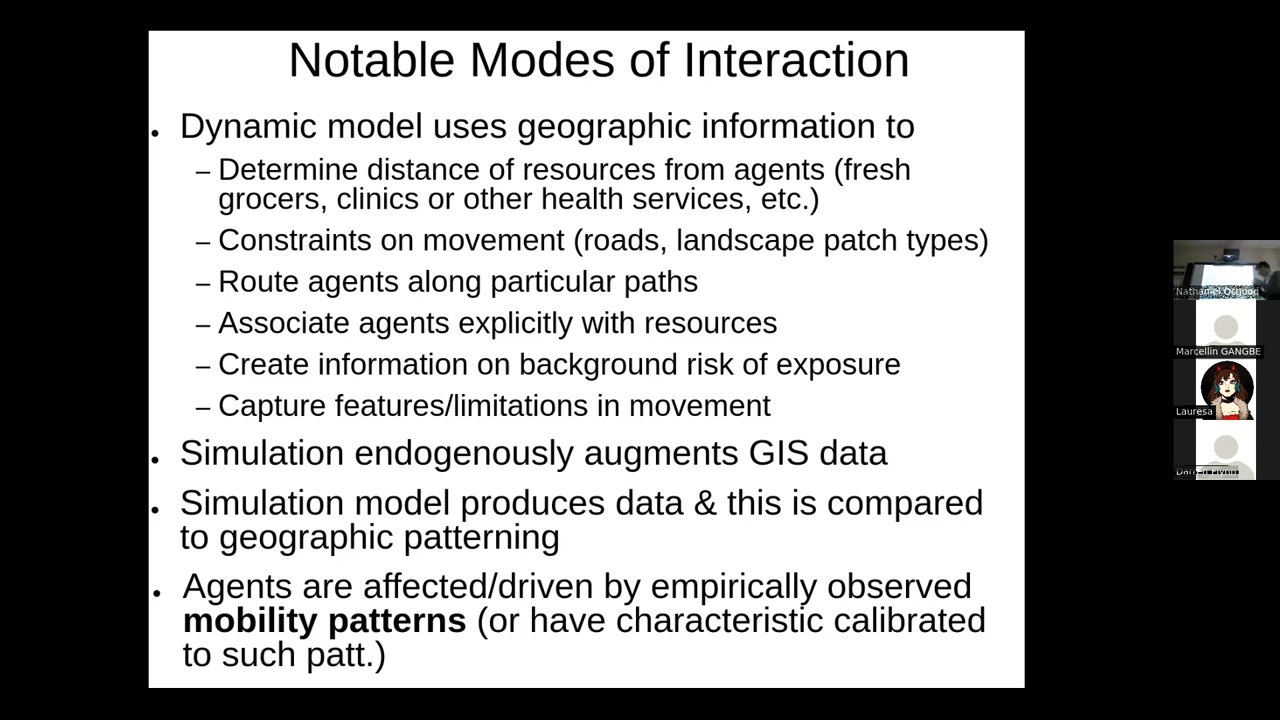 Notable Modes of Interaction
• Dynamic model uses geographic information to
– Determine distance of resources from agents (fresh
grocers, clinics or other health services, etc.)
– Constraints on movement (roads, landscape patch types)
– Route agents along particular paths
– Associate agents explicitly with resources
– Create information on background risk of exposure
– Capture features/limitations in movement
• Simulation endogenously augments GIS data
• Simulation model produces data & this is compared
to geographic patterning
• Agents are affected/driven by empirically observed
mobility patterns (or have characteristic calibrated
to such patt.)
Nathaniel Osgood
Marcellin GANGBE
Lauresa